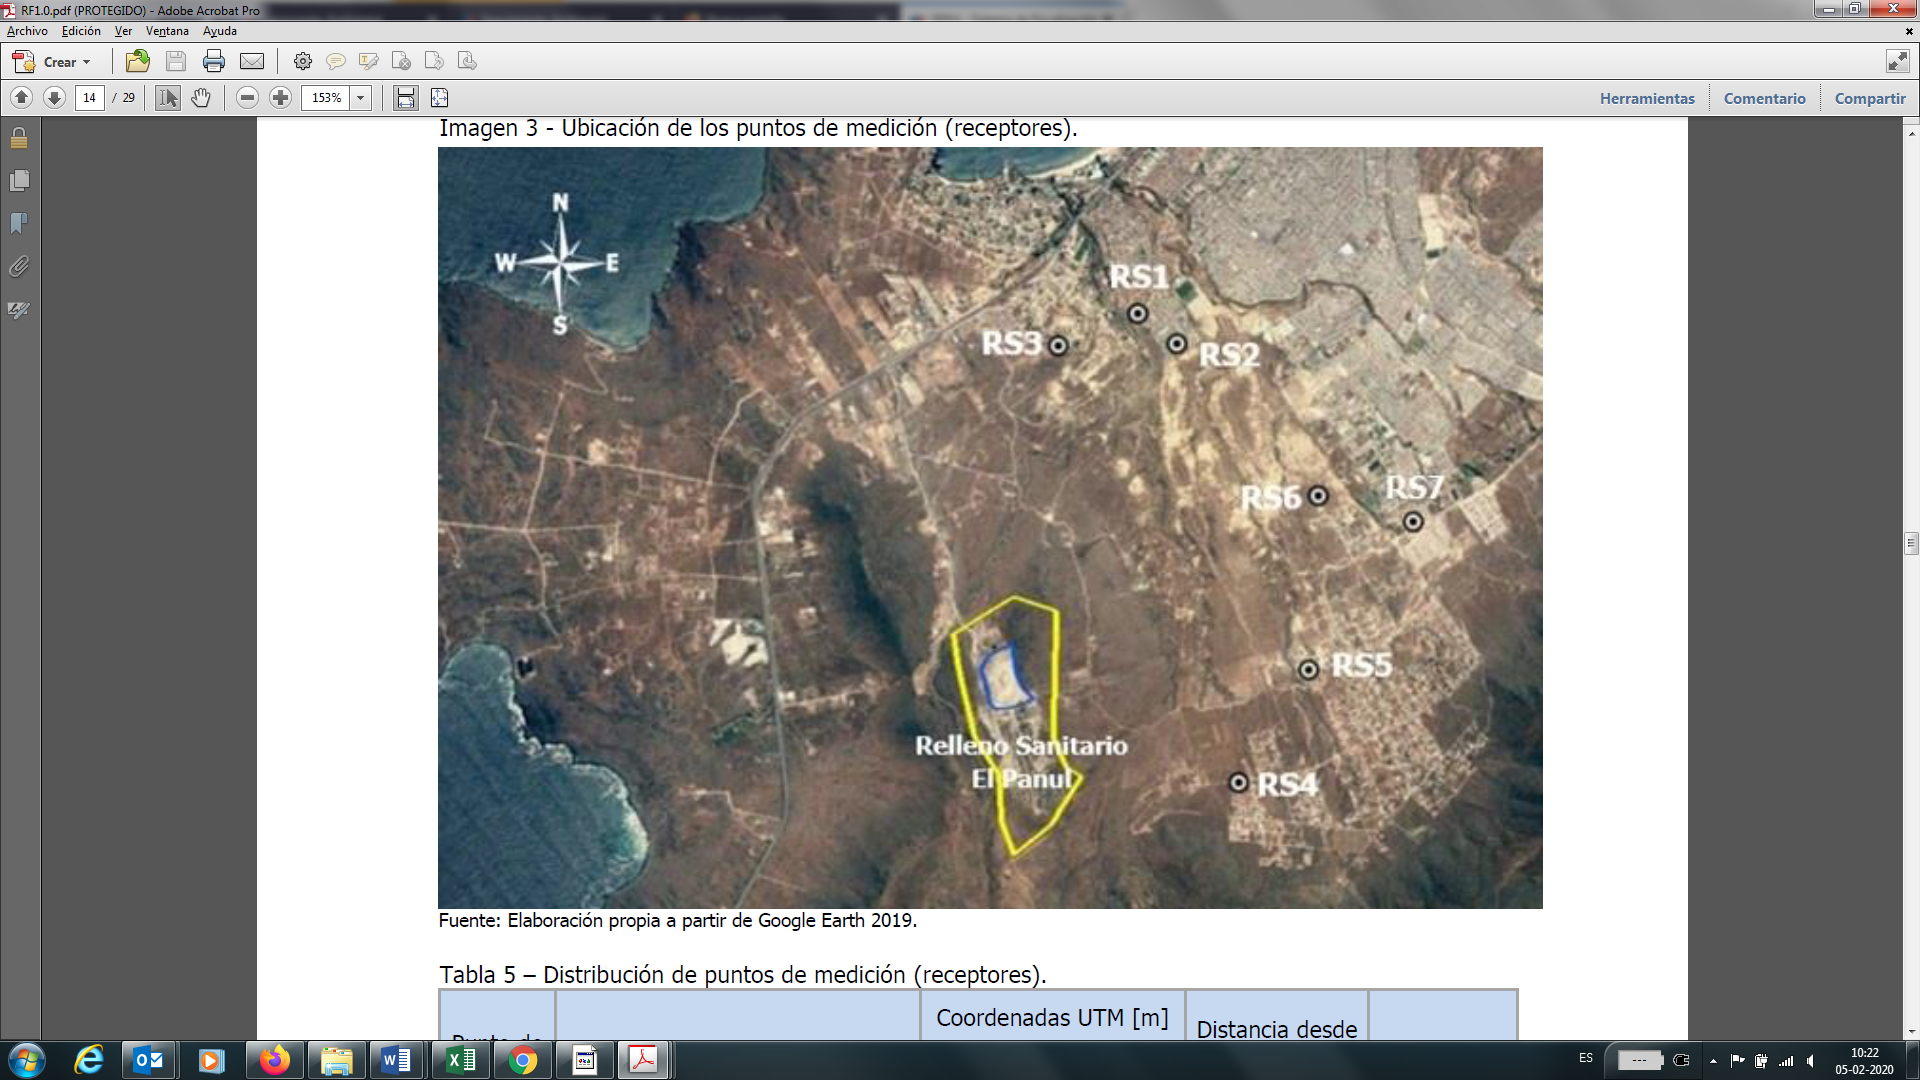 RF1.0.pdf (PROTEGIDO) - Adobe Acrobat Pro
Archivo Edición Ver Ventana Ayuda
Crear
14 / 29
153%
Herramientas
Comentario
Compartir
Imagen 3 - Ubicación de los puntos de medición (receptores).
N
W E
S
RS1
RS3
RS2
RS7
RS6
RS5
Relleno Sanitario
El Panul
RS4
Fuente: Elaboración propia a partir de Google Earth 2019.
Tabla 5 – Distribución de puntos de medición (receptores).
Coordenadas UTM [m]
Distancia desde
Punto de
ES
10:22
05-02-2020